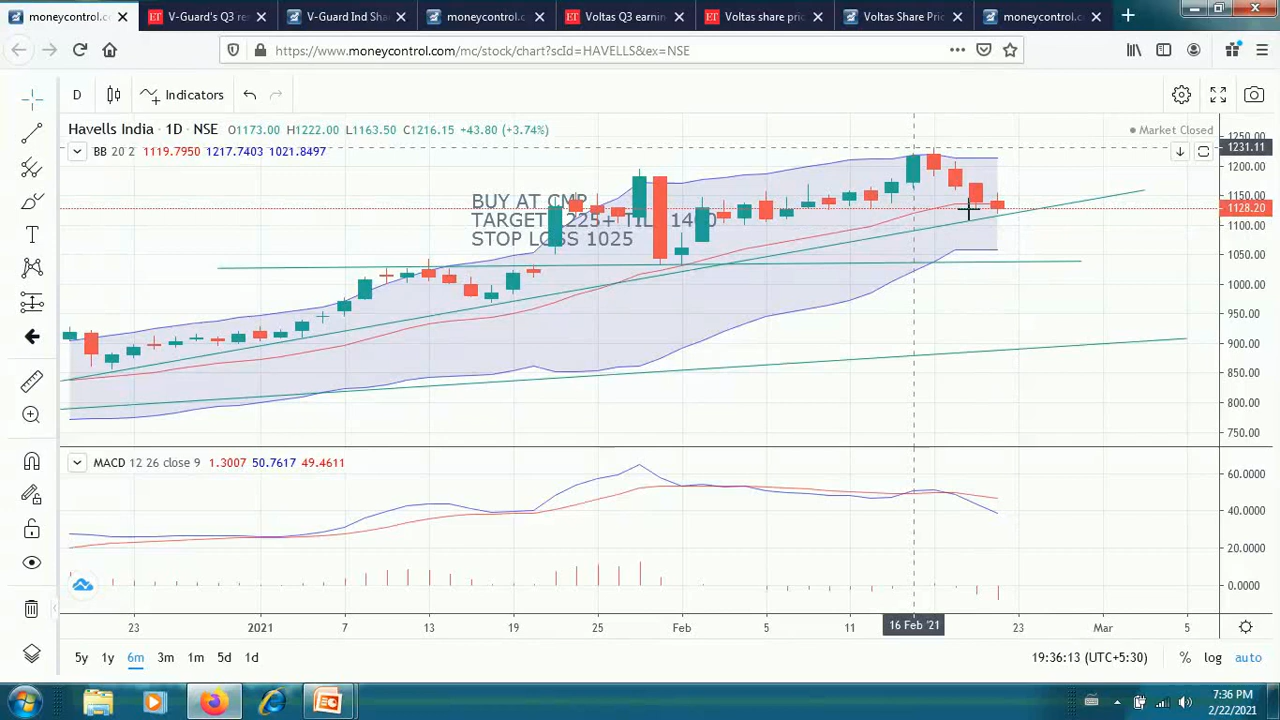 moneycontrol.com
V-Guard's Q3 re
V-Guard Ind Shar
moneycontrol.c
Voltas Q3 earnin
Voltas share pric
Voltas Share Pric
moneycontrol.c
https://www.moneycontrol.com/mc/stock/chart?scId=HAVELLS&ex=NSE
D Indicators
Havells India · 1D · NSE O1173.00 H1222.00 L1163.50 C1216.15 +43.80 (+3.74%)
Market Closed
BB 20 2 1119.7950 1217.7403 1021.8497
BUY AT CMP
TARGET 1225+ TILL 1400
STOP LOSS 1025
1250.00
1231.11
1200.00
1150.00
1128.20
1100.00
1050.00
1000.00
950.00
900.00
850.00
800.00
750.00
MACD 12 26 close 9 1.3007 50.7617 49.4611
60.0000
40.0000
20.0000
0.0000
23 2021 7 13 19 25 Feb 5 11 16 Feb '21 23 Mar 5
5y 1y 6m 3m 1m 5d 1d
19:36:13 (UTC+5:30) % log auto
7:36 PM
2/22/2021